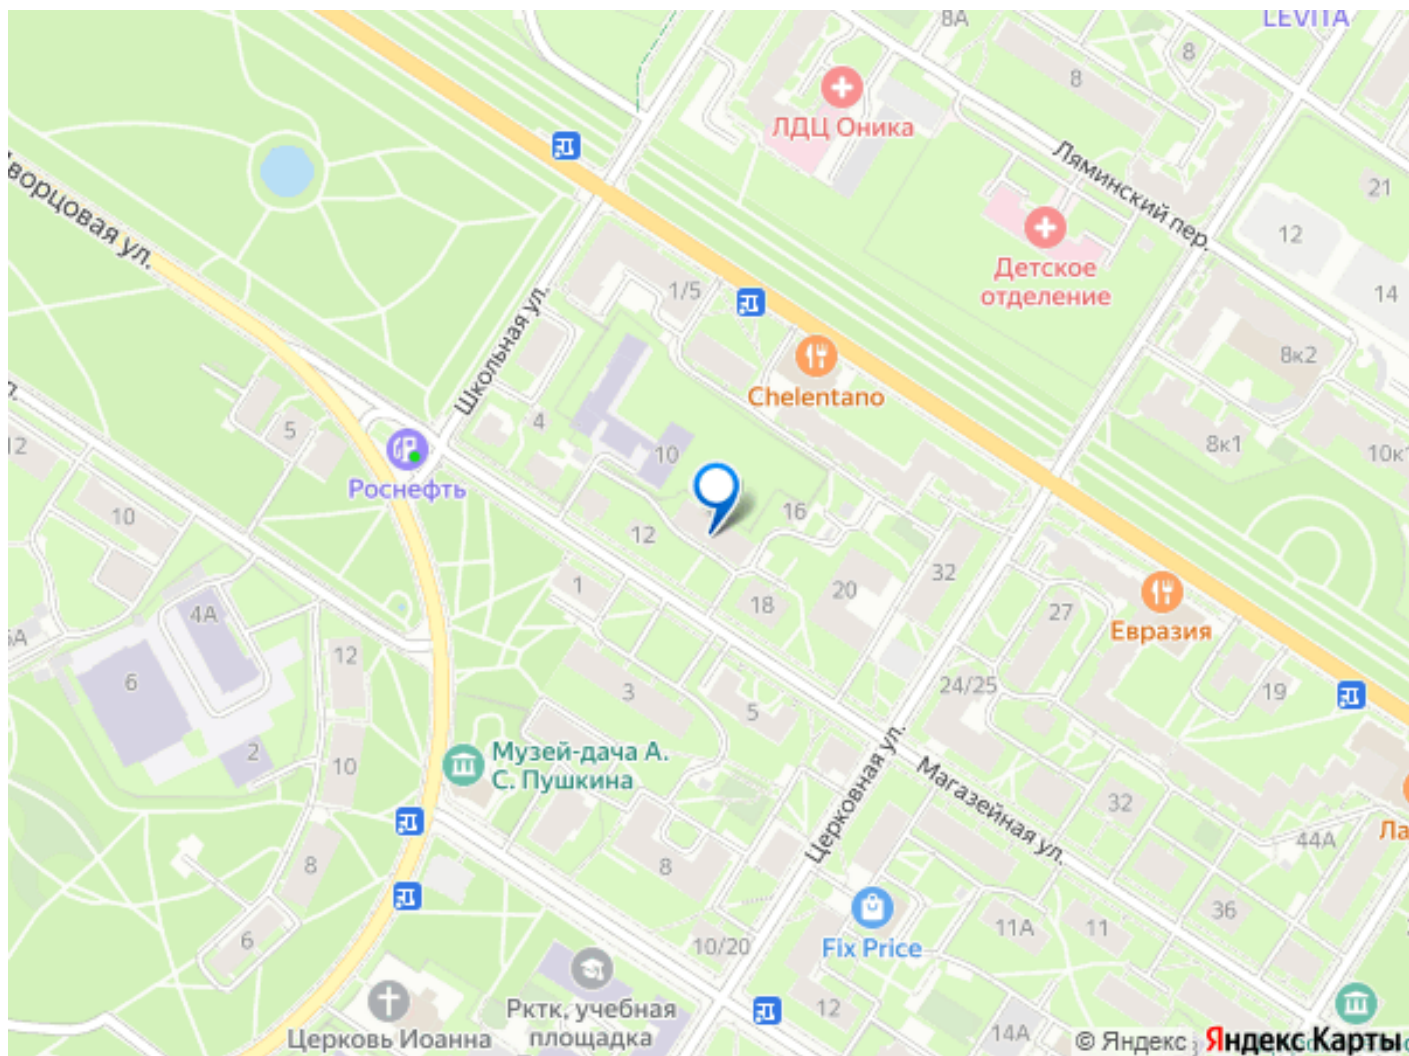 8А
LEVITA
8
8
ЛДЦ Оника
Ляминский пер.
21
12
Дворцовая ул.
Детское
отделение
1/5
14
Школьная ул.
8к2
Chelentano
4
5
12
8к1
10
10к1
Роснефть
10
16
12
32
20
1
18
4А
27
Евразия
12
6
3
24/25
19
5
2
10
Музей-дача А.
С. Пушкина
Церковная ул.
Магазейная ул.
32
44А
Ла
8
8
36
11А
11
6
10/20
Fix Price
Рктк, учебная
площадка
12
Церковь Иоанна
14А
© Яндекс
Яндекс Карты